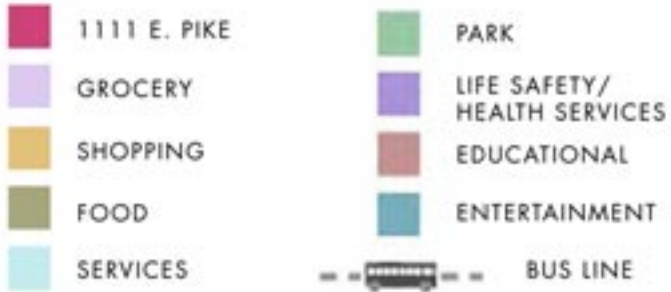 1111 E. PIKE
GROCERY
SHOPPING
FOOD
SERVICES
PARK
LIFE SAFETY/
HEALTH SERVICES
EDUCATIONAL
ENTERTAINMENT
BUS LINE